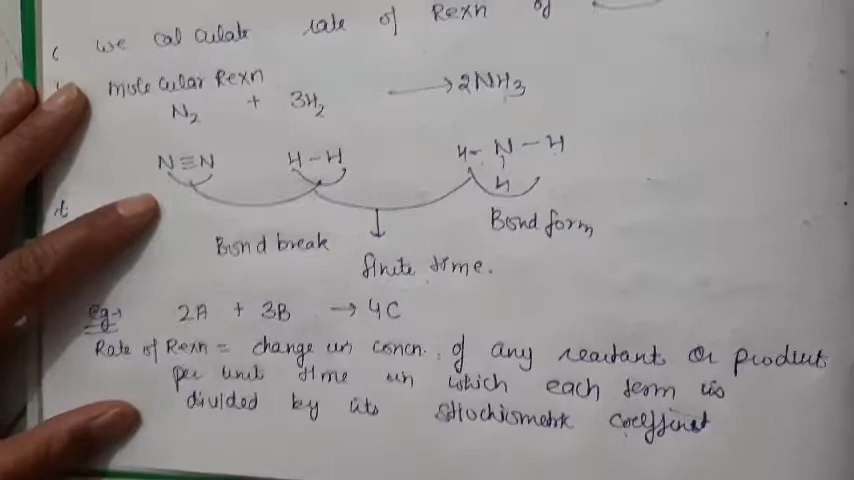 we calculate rate of Rexn of
molecular Rexn
N2 + 3H2 → 2NH3
N≡N H-H H-N-H
H
Bond form
Bond break
finite time.
eg→ 2A + 3B → 4C
Rate of Rexn = change in concn. of any reactant or product
per unit time in which each term is
divided by its